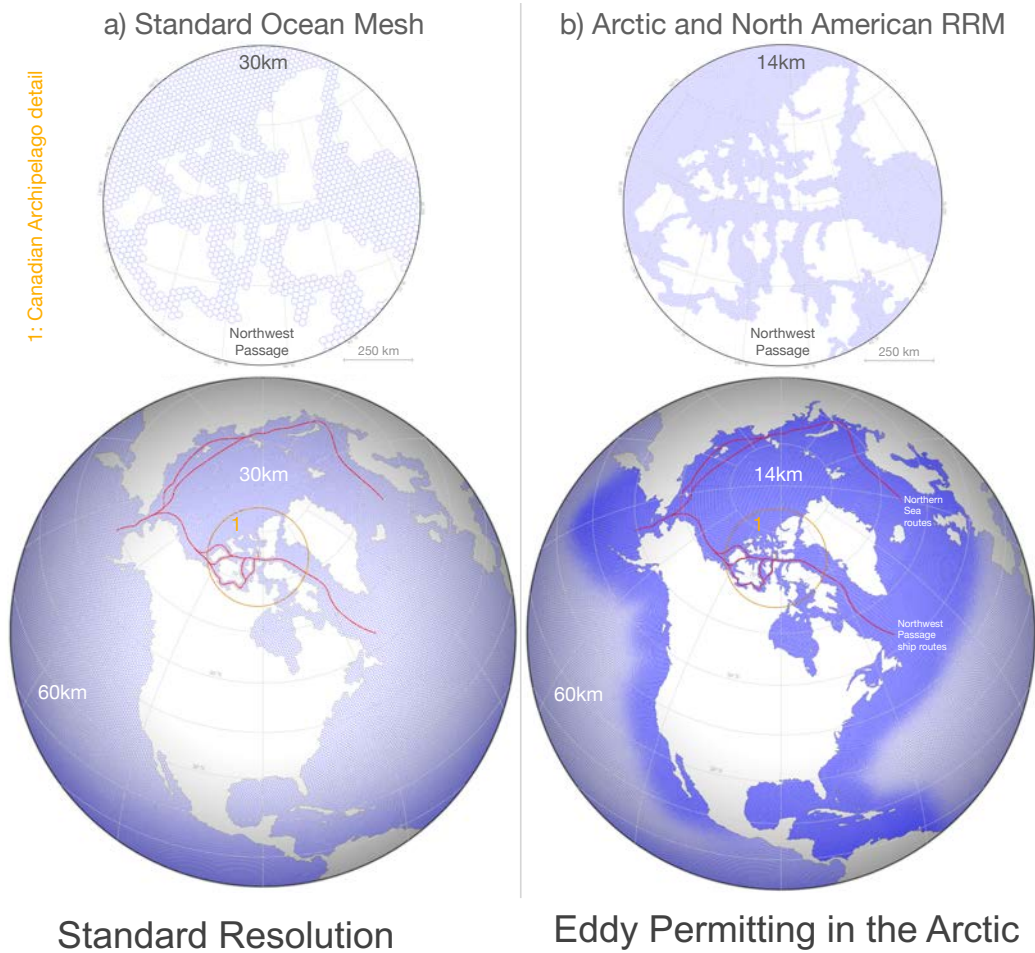 a) Standard Ocean Mesh
b) Arctic and North American RRM
1: Canadian Archipelago detail
30km
Northwest
Passage
250 km
14km
Northwest
Passage
250 km
30km
1
60km
14km
1
60km
Northern
Sea
routes
Northwest
Passage
ship routes
Standard Resolution
Eddy Permitting in the Arctic